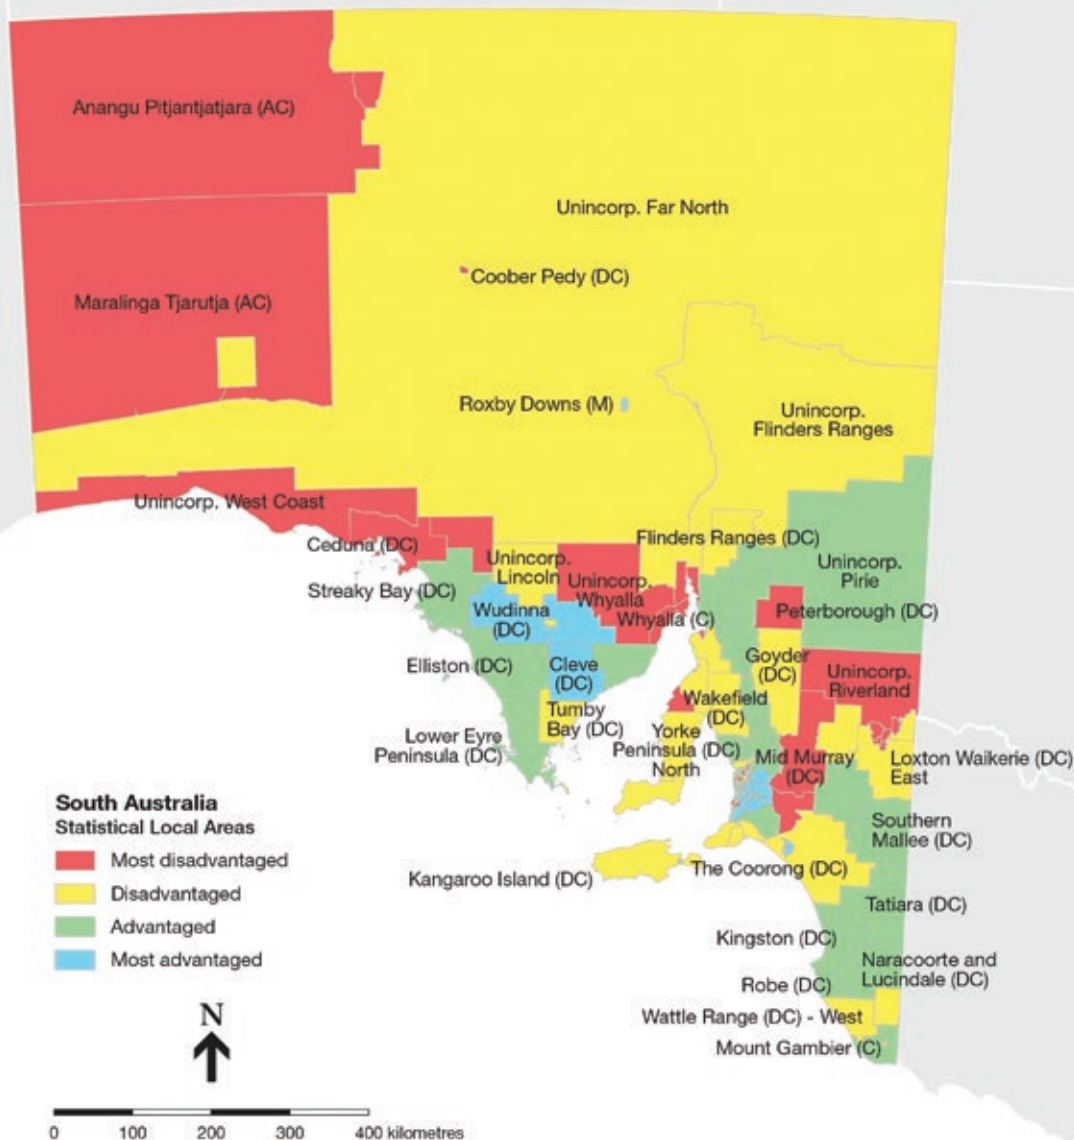 Anangu Pitjantjatjara (AC)
Unincorp. Far North
Coober Pedy (DC)
Maralinga Tjarutja (AC)
Roxby Downs (M)
Unincorp.
Flinders Ranges
Unincorp. West Coast
Flinders Ranges (DC)
Ceduna (DC)
Unincorp.
Lincoln
Unincorp.
Whyalla
Unincorp.
Pirie
Streaky Bay (DC)
Wudinna
(DC)
Whyalla (C)
Peterborough (DC)
Elliston (DC)
Cleve
(DC)
Goyder
(DC)
Unincorp.
Riverland
Wakefield
(DC)
Tumby
Bay (DC)
Lower Eyre
Peninsula (DC)
Yorke
Peninsula (DC)
North
Mid Murray
(DC)
Loxton Waikerie (DC)
East
South Australia
Statistical Local Areas
Most disadvantaged
Disadvantaged
Advantaged
Most advantaged
Southern
Mallee (DC)
Kangaroo Island (DC)
The Coorong (DC)
Tatiara (DC)
Kingston (DC)
Naracoorte and
Lucindale (DC)
Robe (DC)
Wattle Range (DC) - West
Mount Gambier (C)
N
0 100 200 300 400 kilometres